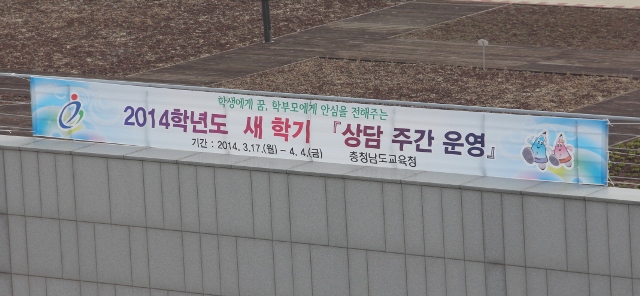 학생에게 꿈, 학부모에게 안심을 전해주는
2014학년도 새 학기 『상담 주간 운영』
기간 : 2014. 3.17.(월) - 4. 4.(금) 충청남도교육청